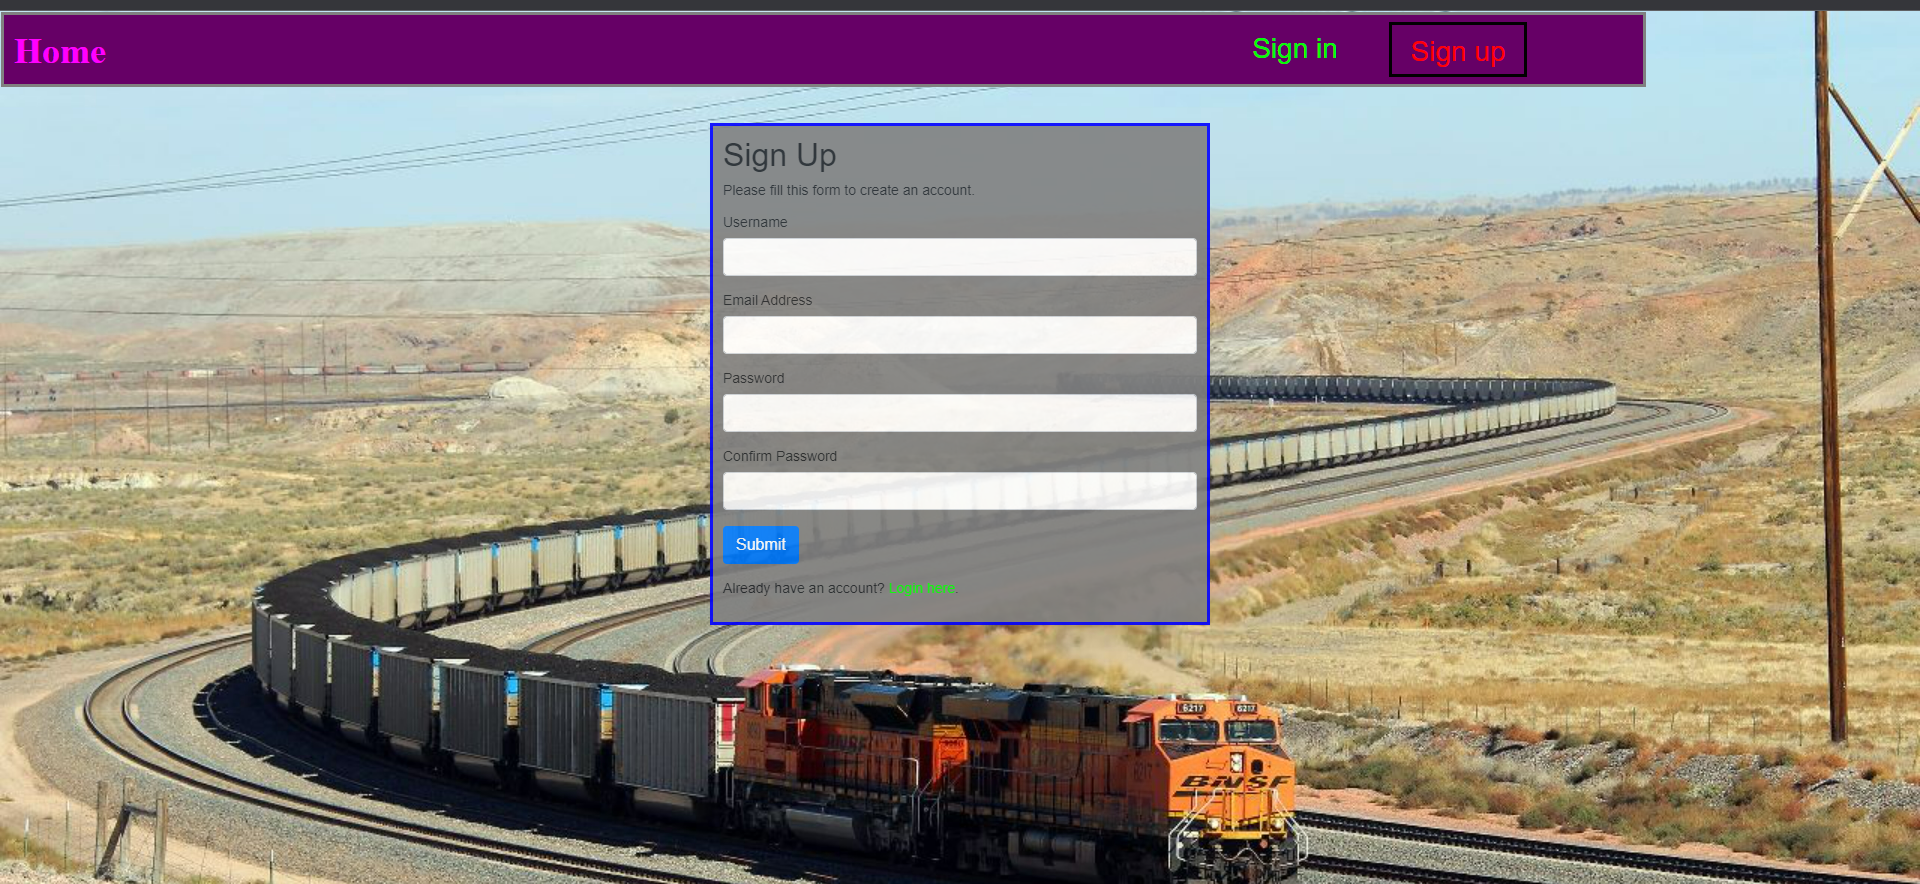 Home
Sign in
Sign up
Sign Up
Please fill this form to create an account.
Username
Email Address
Password
Confirm Password
Submit
Already have an account? Login here.
6217 6217
BNSF
BNSF